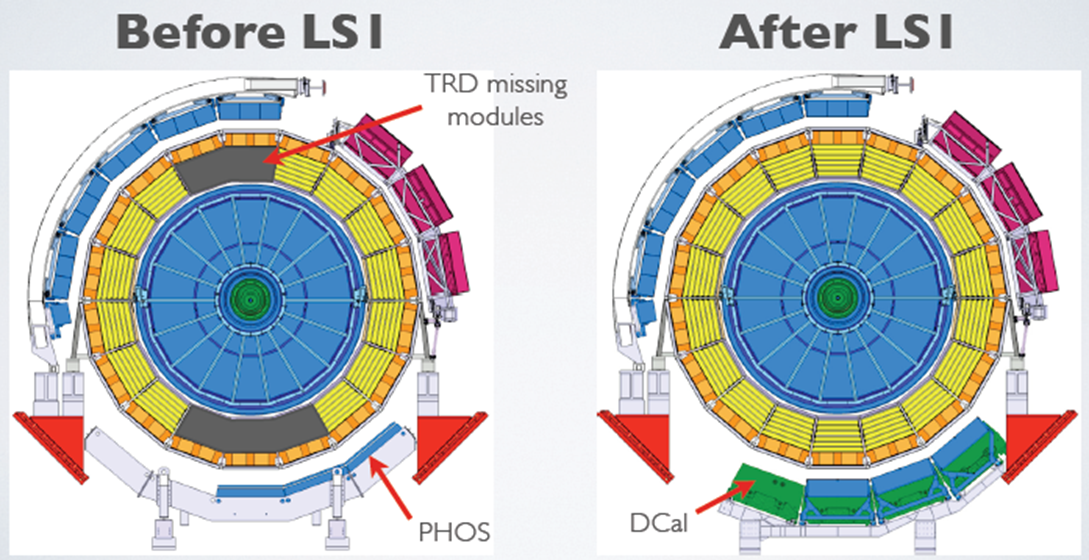 Before LS1
After LS1
TRD missing
modules
PHOS
DCal